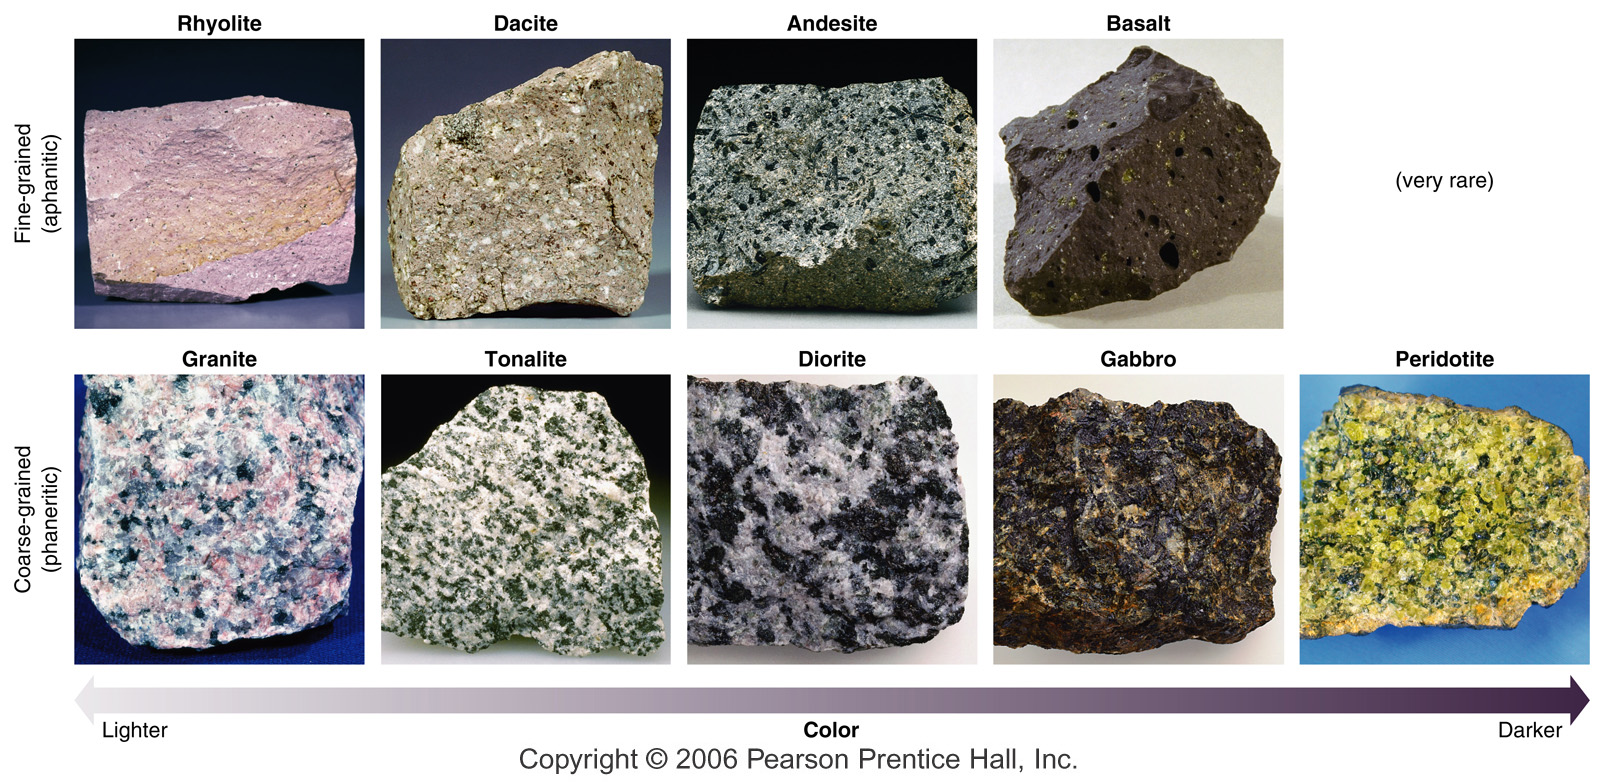 Rhyolite
Dacite
Andesite
Basalt
Fine-grained
(aphanitic)
(very rare)
Granite
Tonalite
Diorite
Gabbro
Peridotite
Coarse-grained
(phaneritic)
Lighter
Color
Darker
Copyright © 2006 Pearson Prentice Hall, Inc.